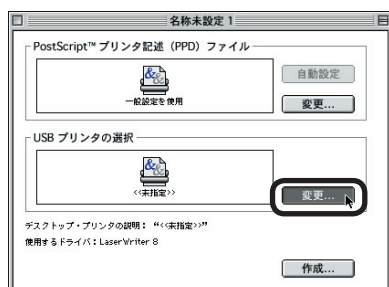 名称未設定 1
PostScript™ プリンタ記述（PPD）ファイル
一般設定を使用
自動設定
変更...
USB プリンタの選択
<<未指定>>
変更...
デスクトップ・プリンタの説明： “<<未指定>>”
使用するドライバ：LaserWriter 8
作成...